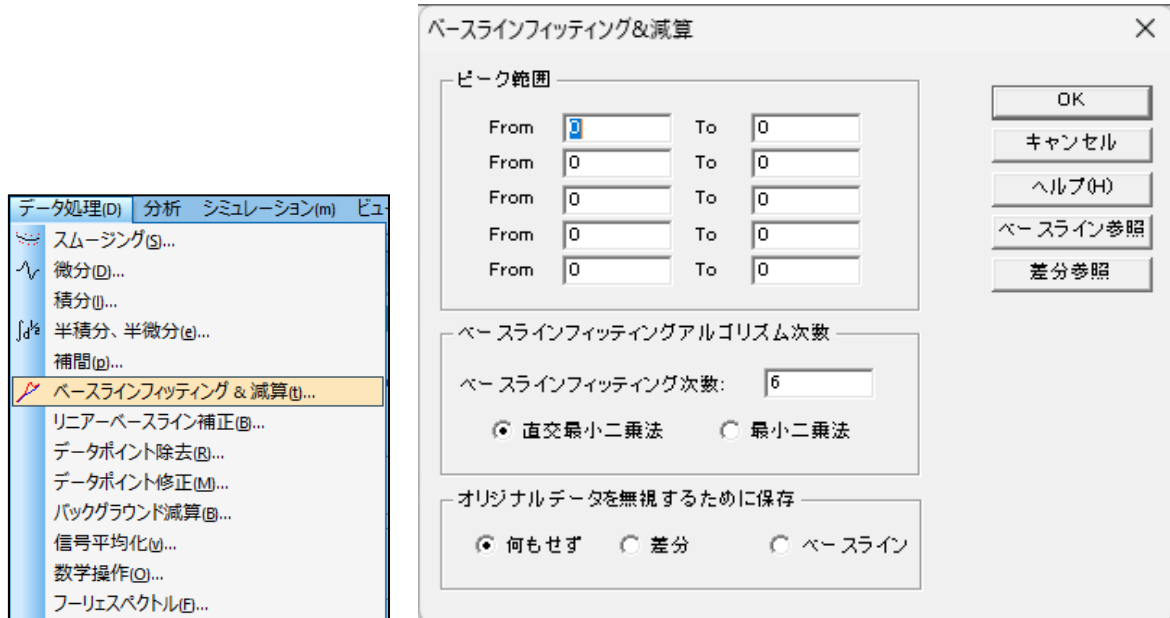 データ処理(D) 分析 シミュレーション(m) ビュ
スムージング(S)...
微分(D)...
積分(I)...
半積分、半微分(e)...
補間(p)...
ベースラインフィッティング & 減算(t)...
リニアーベースライン補正(B)...
データポイント除去(R)...
データポイント修正(M)...
バックグラウンド減算(B)...
信号平均化(v)...
数学操作(O)...
フーリェスペクトル(F)...
ベースラインフィッティング&減算
ピーク範囲
From 0 To 0
From 0 To 0
From 0 To 0
From 0 To 0
From 0 To 0
OK
キャンセル
ヘルプ(H)
ベースライン参照
差分参照
ベースラインフィッティングアルゴリズム次数
ベースラインフィッティング次数: 6
直交最小二乗法 最小二乗法
オリジナルデータを無視するために保存
何もせず 差分 ベースライン